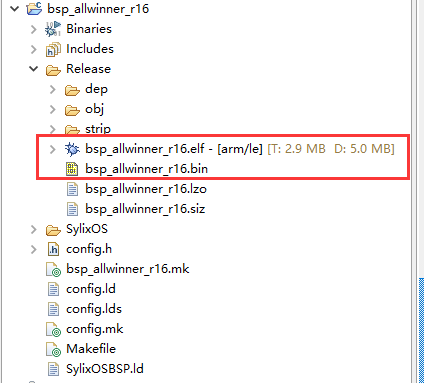 bsp_allwinner_r16
Binaries
Includes
Release
dep
obj
strip
bsp_allwinner_r16.elf - [arm/le] [T: 2.9 MB D: 5.0 MB]
bsp_allwinner_r16.bin
bsp_allwinner_r16.lzo
bsp_allwinner_r16.siz
SylixOS
config.h
bsp_allwinner_r16.mk
config.ld
config.lds
config.mk
Makefile
SylixOSBSP.ld